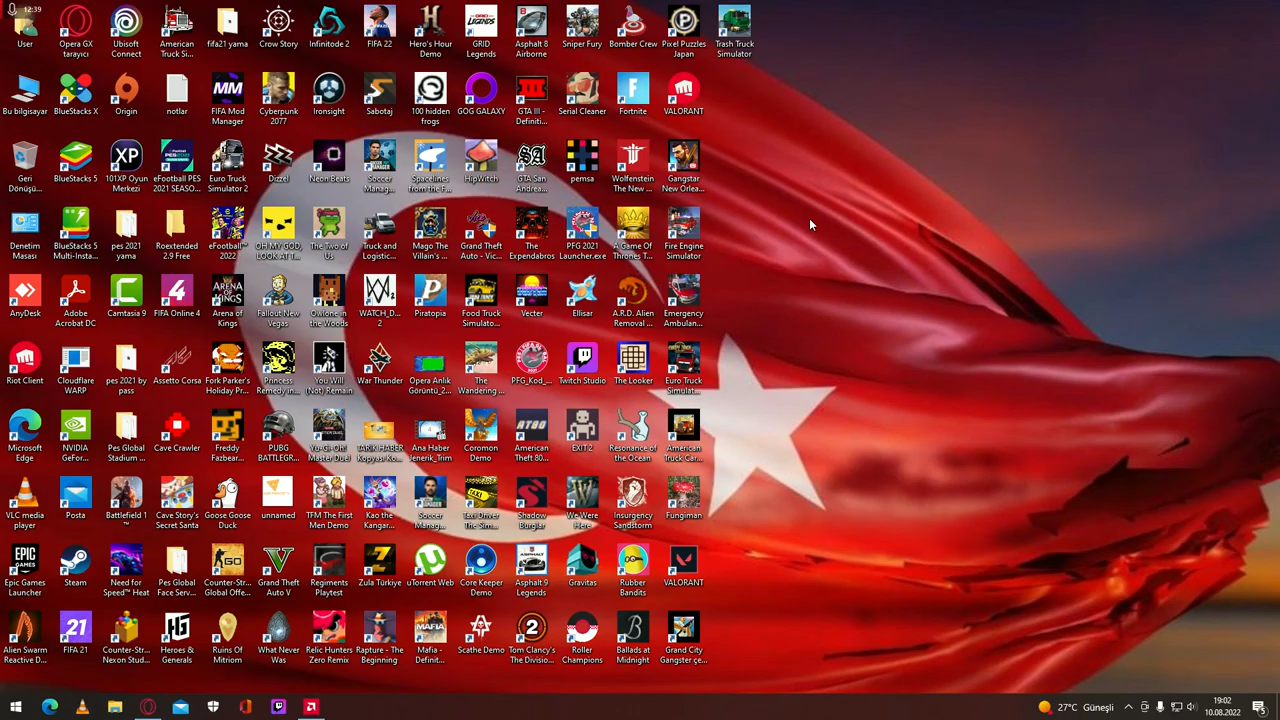 12:39
User
Opera GX
tarayıcı
Ubisoft
Connect
American
Truck Si...
fifa21 yama
Crow Story
Infinitode 2
FIFA 22
Hero's Hour
Demo
GRID
Legends
Asphalt 8
Airborne
Sniper Fury
Bomber Crew
Pixel Puzzles
Japan
Trash Truck
Simulator
Bu bilgisayar
BlueStacks X
Origin
notlar
FIFA Mod
Manager
Cyberpunk
2077
Ironsight
Sabotaj
100 hidden
frogs
GOG GALAXY
GTA III -
Definiti...
Serial Cleaner
Fortnite
VALORANT
Geri
Dönüşü...
BlueStacks 5
101XP Oyun
Merkezi
eFootball PES
2021 SEASO...
Euro Truck
Simulator 2
Dizzel
Neon Beats
Soccer
Manag...
Spacelines
from the F...
HipWitch
GTA San
Andrea...
pemsa
Wolfenstein
The New ...
Gangstar
New Orlea...
Denetim
Masası
BlueStacks 5
Multi-Insta...
pes 2021
yama
Roextended
2.9 Free
eFootball™
2022
OH MY GOD,
LOOK AT T...
The Two of
Us
Truck and
Logistic...
Mago The
Villain's ...
Grand Theft
Auto - Vic...
The
Expendabros
PFG 2021
Launcher.exe
A Game Of
Thrones T...
Fire Engine
Simulator
AnyDesk
Adobe
Acrobat DC
Camtasia 9
FIFA Online 4
Arena of
Kings
Fallout New
Vegas
Owlone in
the Woods
WATCH_D...
2
Piratopia
Food Truck
Simulato...
Vecter
Ellisar
A.R.D. Alien
Removal ...
Emergency
Ambulan...
Riot Client
Cloudflare
WARP
pes 2021 by
pass
Assetto Corsa
Fork Parker's
Holiday Pr...
Princess
Remedy in...
You Will
(Not) Remain
War Thunder
Opera Anlık
Görüntü_2...
The
Wandering ...
PFG_Kod_...
Twitch Studio
The Looker
Euro Truck
Simulat...
Microsoft
Edge
NVIDIA
GeFor...
Pes Global
Stadium ...
Cave Crawler
Freddy
Fazbear...
PUBG
BATTLEGR...
Yu-Gi-Oh!
Master Duel
TARIK HABER
Kopyası Ko...
Ana Haber
Jenerik_Trim
Coromon
Demo
American
Theft 80...
EXIT 2
Resonance of
the Ocean
American
Truck Car...
VLC media
player
Posta
Battlefield 1
™
Cave Story's
Secret Santa
Goose Goose
Duck
unnamed
TFM The First
Men Demo
Kao the
Kangar...
Soccer
Manag...
Taxi Driver
The Sim...
Shadow
Burglar
We Were
Here
Insurgency
Sandstorm
Fungiman
Epic Games
Launcher
Steam
Need for
Speed™ Heat
Pes Global
Face Serv...
Counter-Str...
Global Offe...
Grand Theft
Auto V
Regiments
Playtest
Zula Türkiye
uTorrent Web
Core Keeper
Demo
Asphalt 9
Legends
Gravitas
Rubber
Bandits
VALORANT
Alien Swarm
Reactive D...
FIFA 21
Counter-Str...
Nexon Stud...
Heroes &
Generals
Ruins Of
Mitriom
What Never
Was
Relic Hunters
Zero Remix
Rapture - The
Beginning
Mafia -
Definit...
Scathe Demo
Tom Clancy's
The Divisio...
Roller
Champions
Ballads at
Midnight
Grand City
Gangster çe...
27°C Güneşli
19:02
10.08.2022